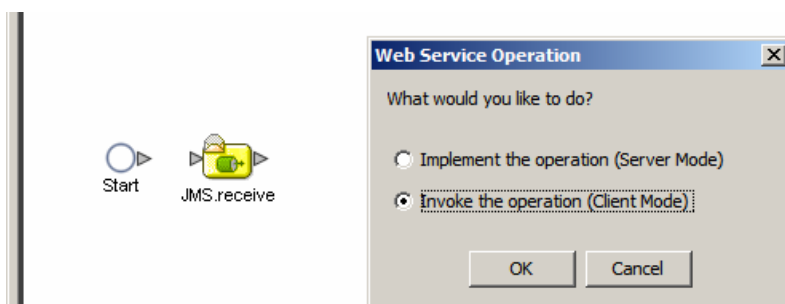 Web Service Operation
What would you like to do?
Implement the operation (Server Mode)
Start
JMS.receive
Invoke the operation (Client Mode)
OK
Cancel